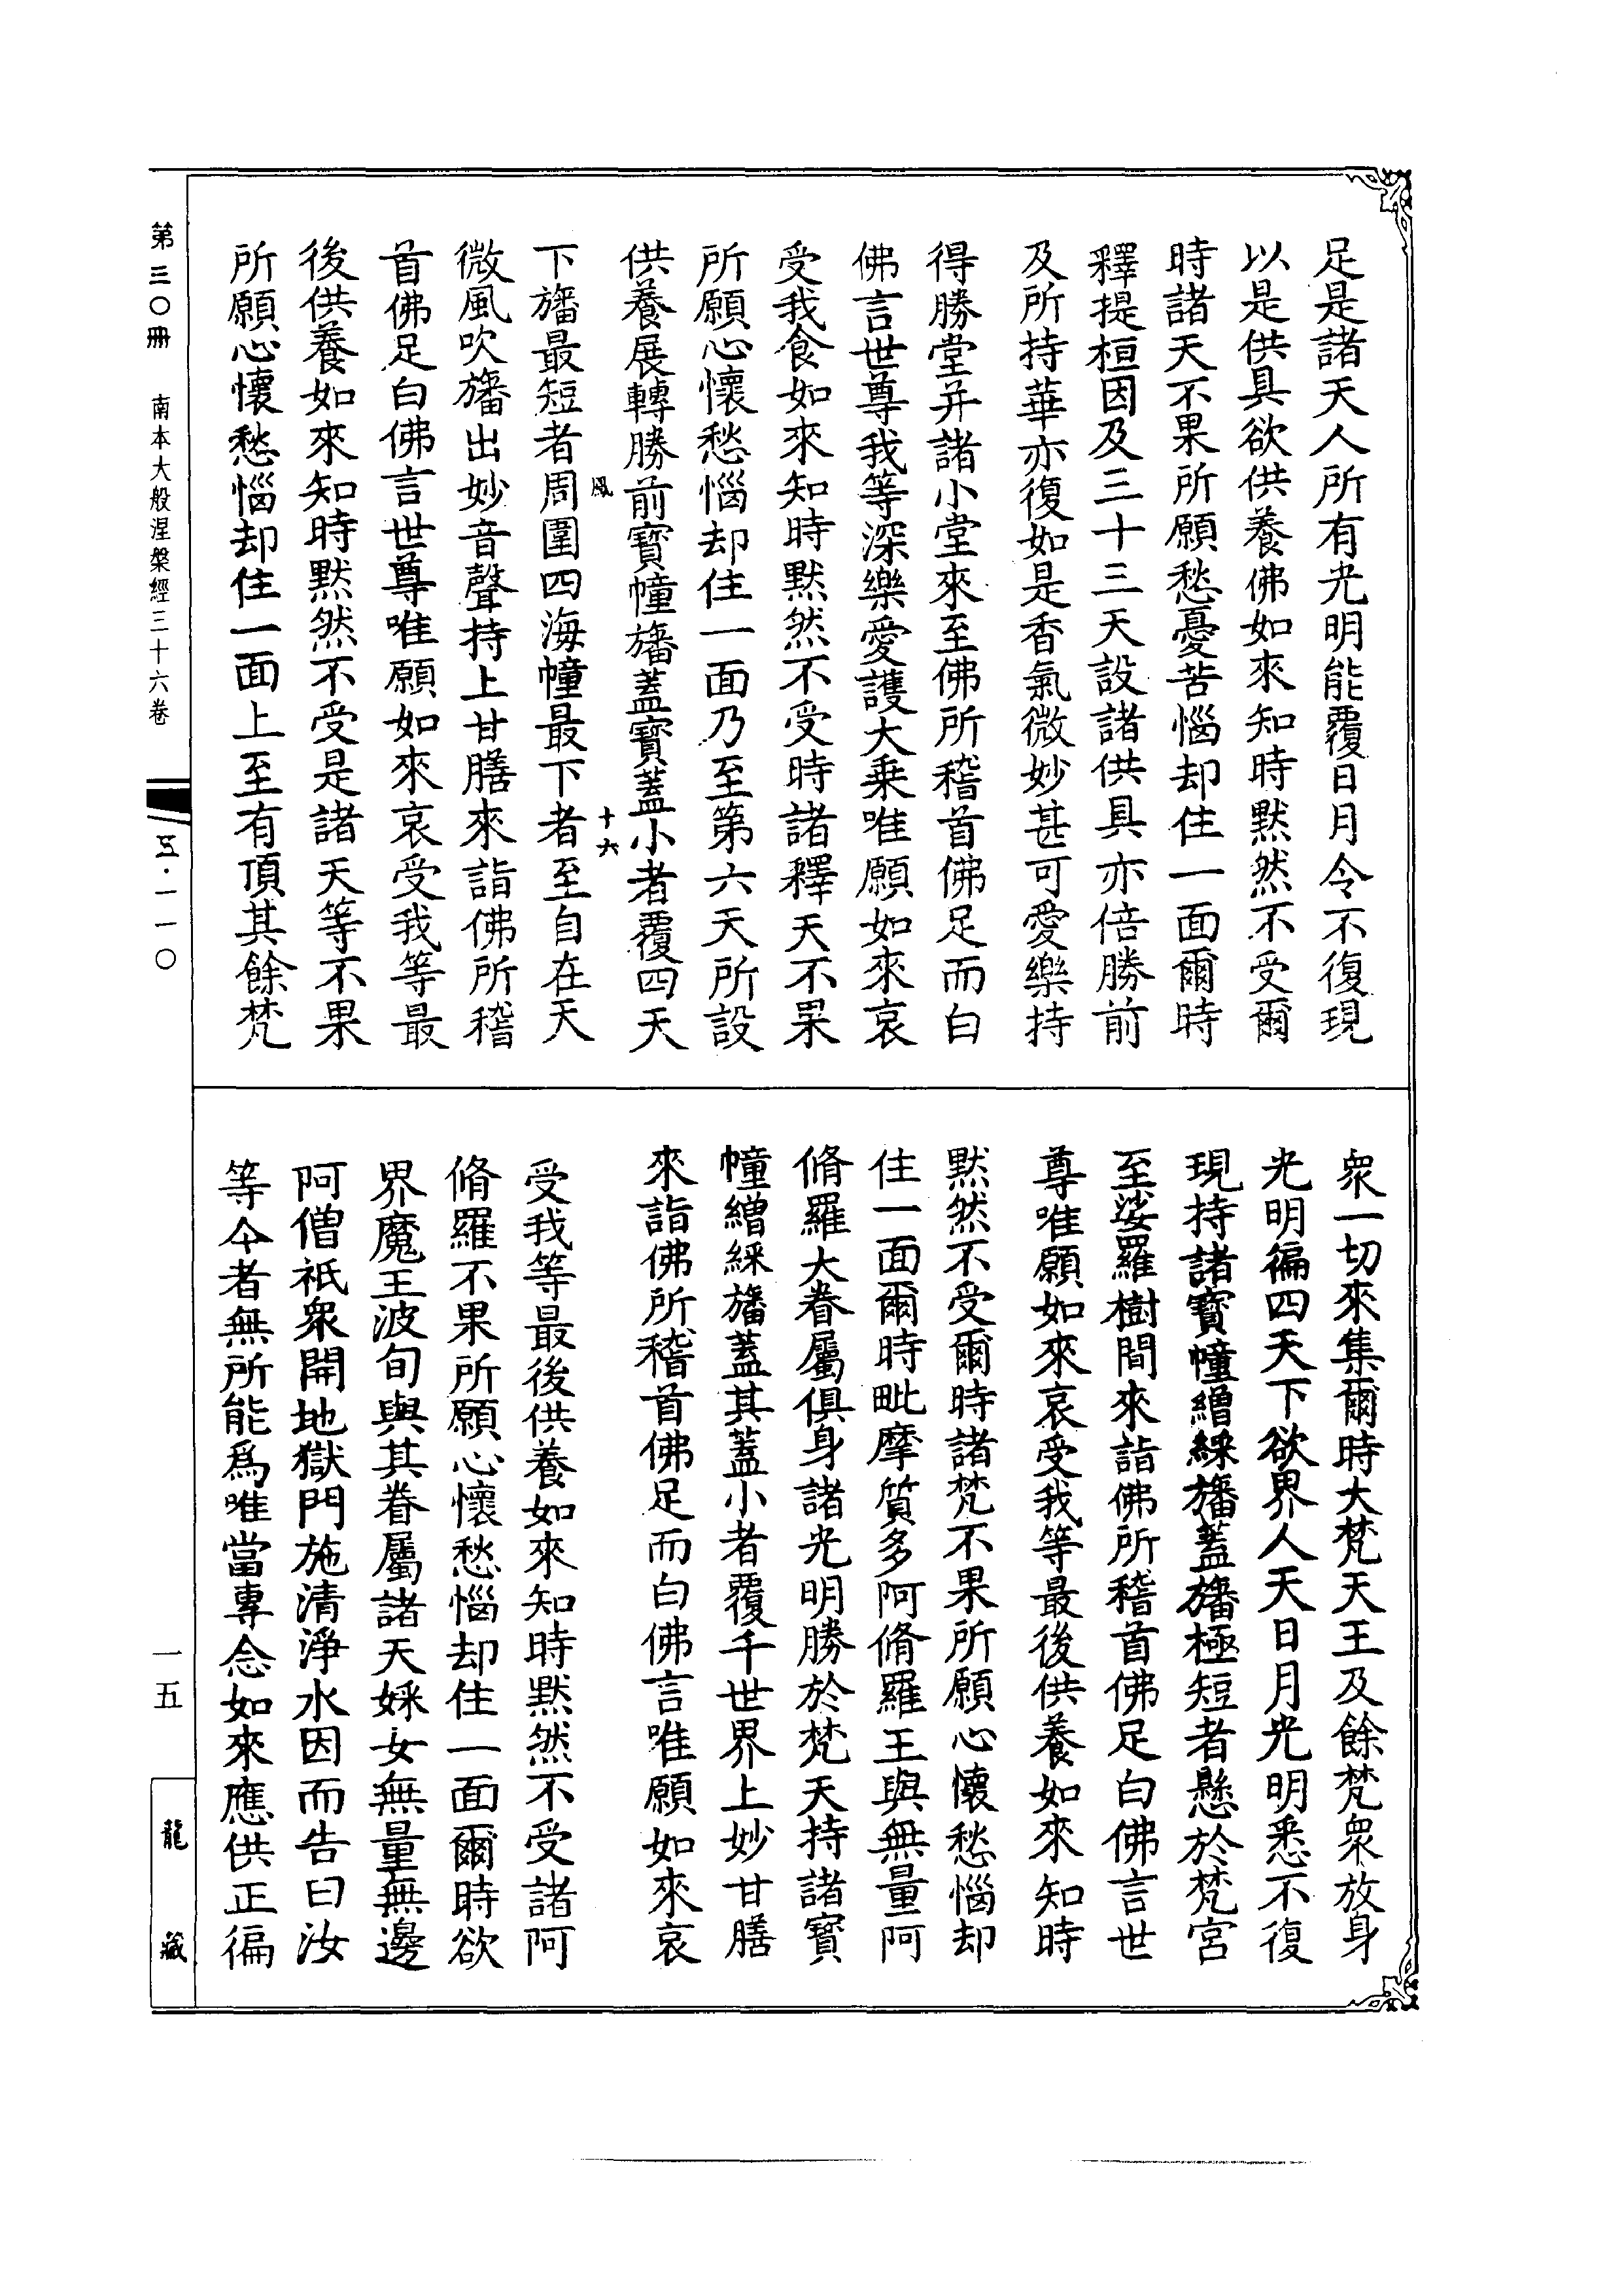 足是諸天人所有光明能覆日月令不復現
以是供具欲供養佛如來知時默然不受爾
時諸天不果所願愁憂苦惱却住一面爾時
釋提桓因及三十三天設諸供具亦倍勝前
及所持華亦復如是香氣微妙甚可愛樂持
得勝堂并諸小堂來至佛所稽首佛足而白
佛言世尊我等深樂愛護大乘唯願如來哀
受我食如來知時默然不受時諸釋天不果
所願心懷愁惱却住一面乃至第六天所設
供養展轉勝前寶幢旛蓋寶蓋小者覆四天
風
十六
下旛最短者周圍四海幢最下者至自在天
微風吹旛出妙音聲持上甘膳來詣佛所稽
首佛足白佛言世尊唯願如來哀受我等最
後供養如來知時默然不受是諸天等不果
所願心懷愁惱却住一面上至有頂其餘梵
衆一切來集爾時大梵天王及餘梵衆放身
光明徧四天下欲界人天日月光明悉不復
現持諸寶幢繒綵旛蓋旛極短者懸於梵宮
至娑羅樹間來詣佛所稽首佛足白佛言世
尊唯願如來哀受我等最後供養如來知時
默然不受爾時諸梵不果所願心懷愁惱却
住一面爾時毗摩質多阿脩羅王與無量阿
脩羅大眷屬俱身諸光明勝於梵天持諸寶
幢繒綵旛蓋其蓋小者覆千世界上妙甘膳
來詣佛所稽首佛足而白佛言唯願如來哀
受我等最後供養如來知時默然不受諸阿
脩羅不果所願心懷愁惱却住一面爾時欲
界魔王波旬與其眷屬諸天婇女無量無邊
阿僧祇衆開地獄門施清淨水因而告曰汝
等今者無所能爲唯當專念如來應供正徧
第三〇冊
南本大般涅槃經三十六卷
五·一一〇
一五
龍藏